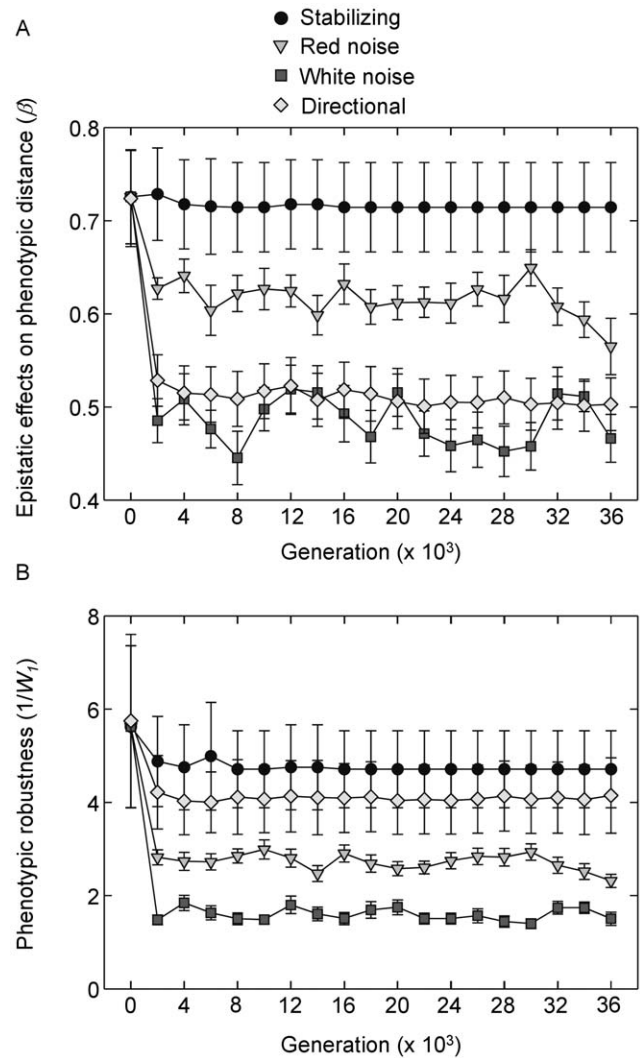 A
Stabilizing
Red noise
White noise
Directional
Epistatic effects on phenotypic distance (β)
0.8
0.7
0.6
0.5
0.4
0 4 8 12 16 20 24 28 32 36
Generation (x 10³)
B
Phenotypic robustness (1/W₁)
8
6
4
2
0
0 4 8 12 16 20 24 28 32 36
Generation (x 10³)